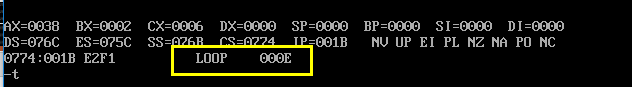 AX=0038  BX=0002  CX=0006  DX=0000  SP=0000  BP=0000  SI=0000  DI=0000
DS=076C  ES=075C  SS=076B  CS=0774  IP=001B   NV UP EI PL NZ NA PO NC
0774:001B E2F1          LOOP    000E
-t